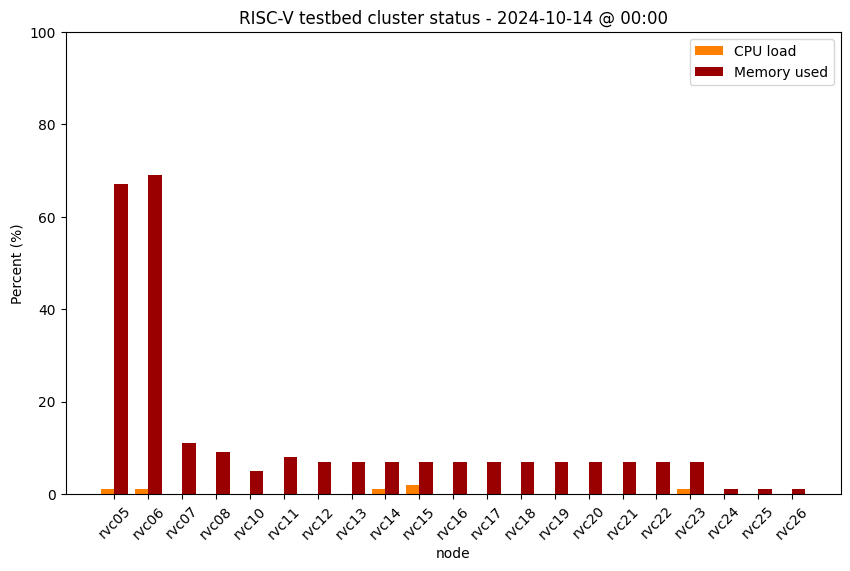 RISC-V testbed cluster status - 2024-10-14 @ 00:00
CPU load
Memory used
Percent (%)
100
80
60
40
20
0
rvc05
rvc06
rvc07
rvc08
rvc10
rvc11
rvc12
rvc13
rvc14
rvc15
rvc16
rvc17
rvc18
rvc19
rvc20
rvc21
rvc22
rvc23
rvc24
rvc25
rvc26
node